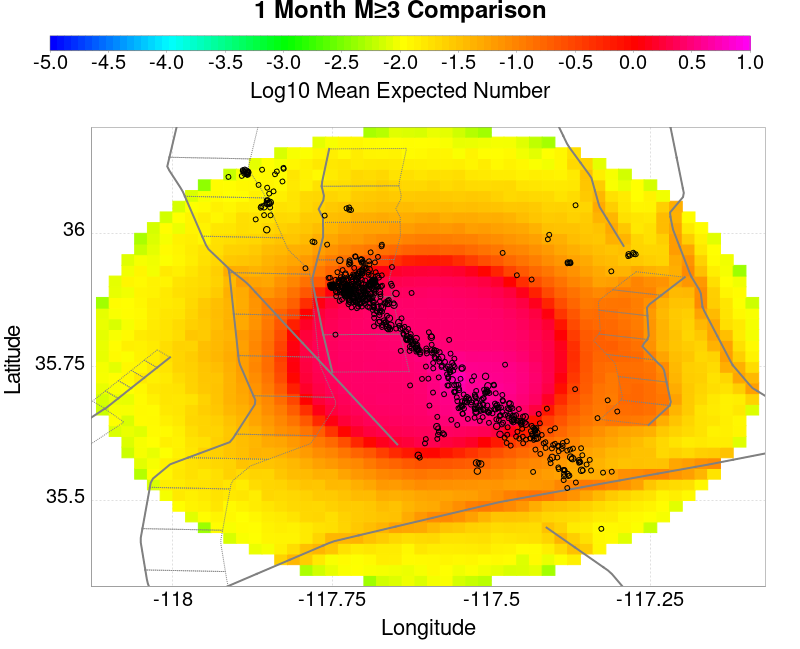 1 Month M≥3 Comparison
-5.0 -4.5 -4.0 -3.5 -3.0 -2.5 -2.0 -1.5 -1.0 -0.5 0.0 0.5 1.0
Log10 Mean Expected Number
36
35.75
35.5
Latitude
-118 -117.75 -117.5 -117.25
Longitude